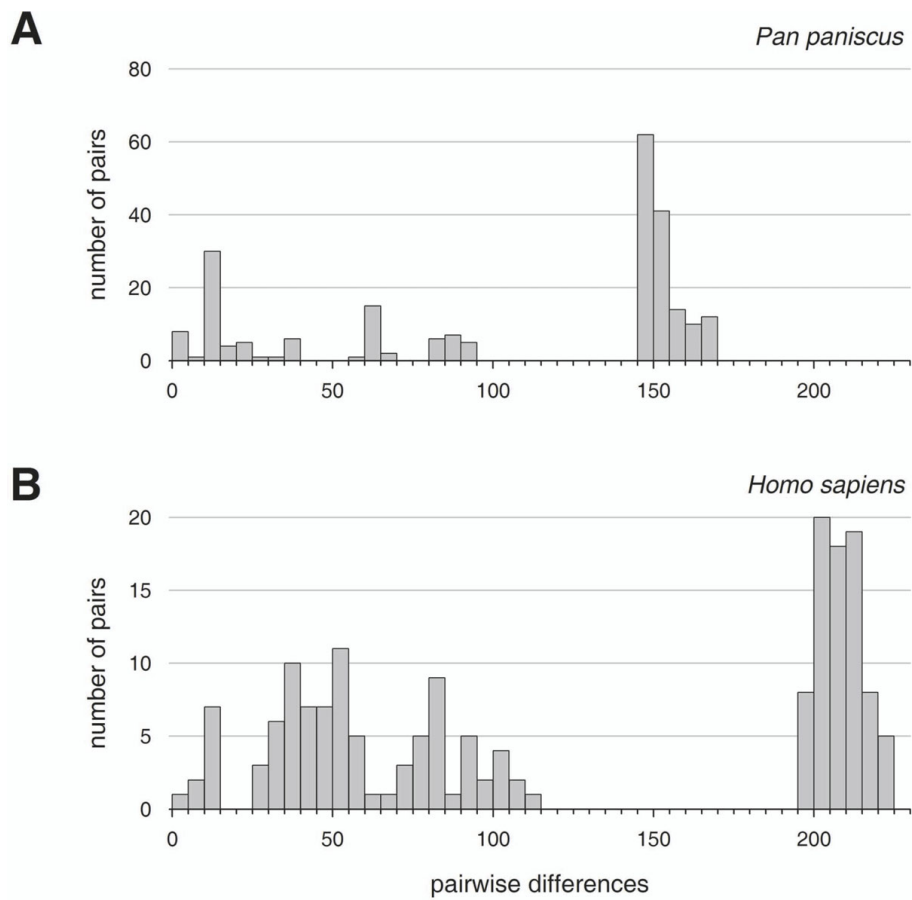 A
Pan paniscus
80
60
40
20
0
number of pairs
0 50 100 150 200
B
Homo sapiens
20
15
10
5
0
number of pairs
0 50 100 150 200
pairwise differences